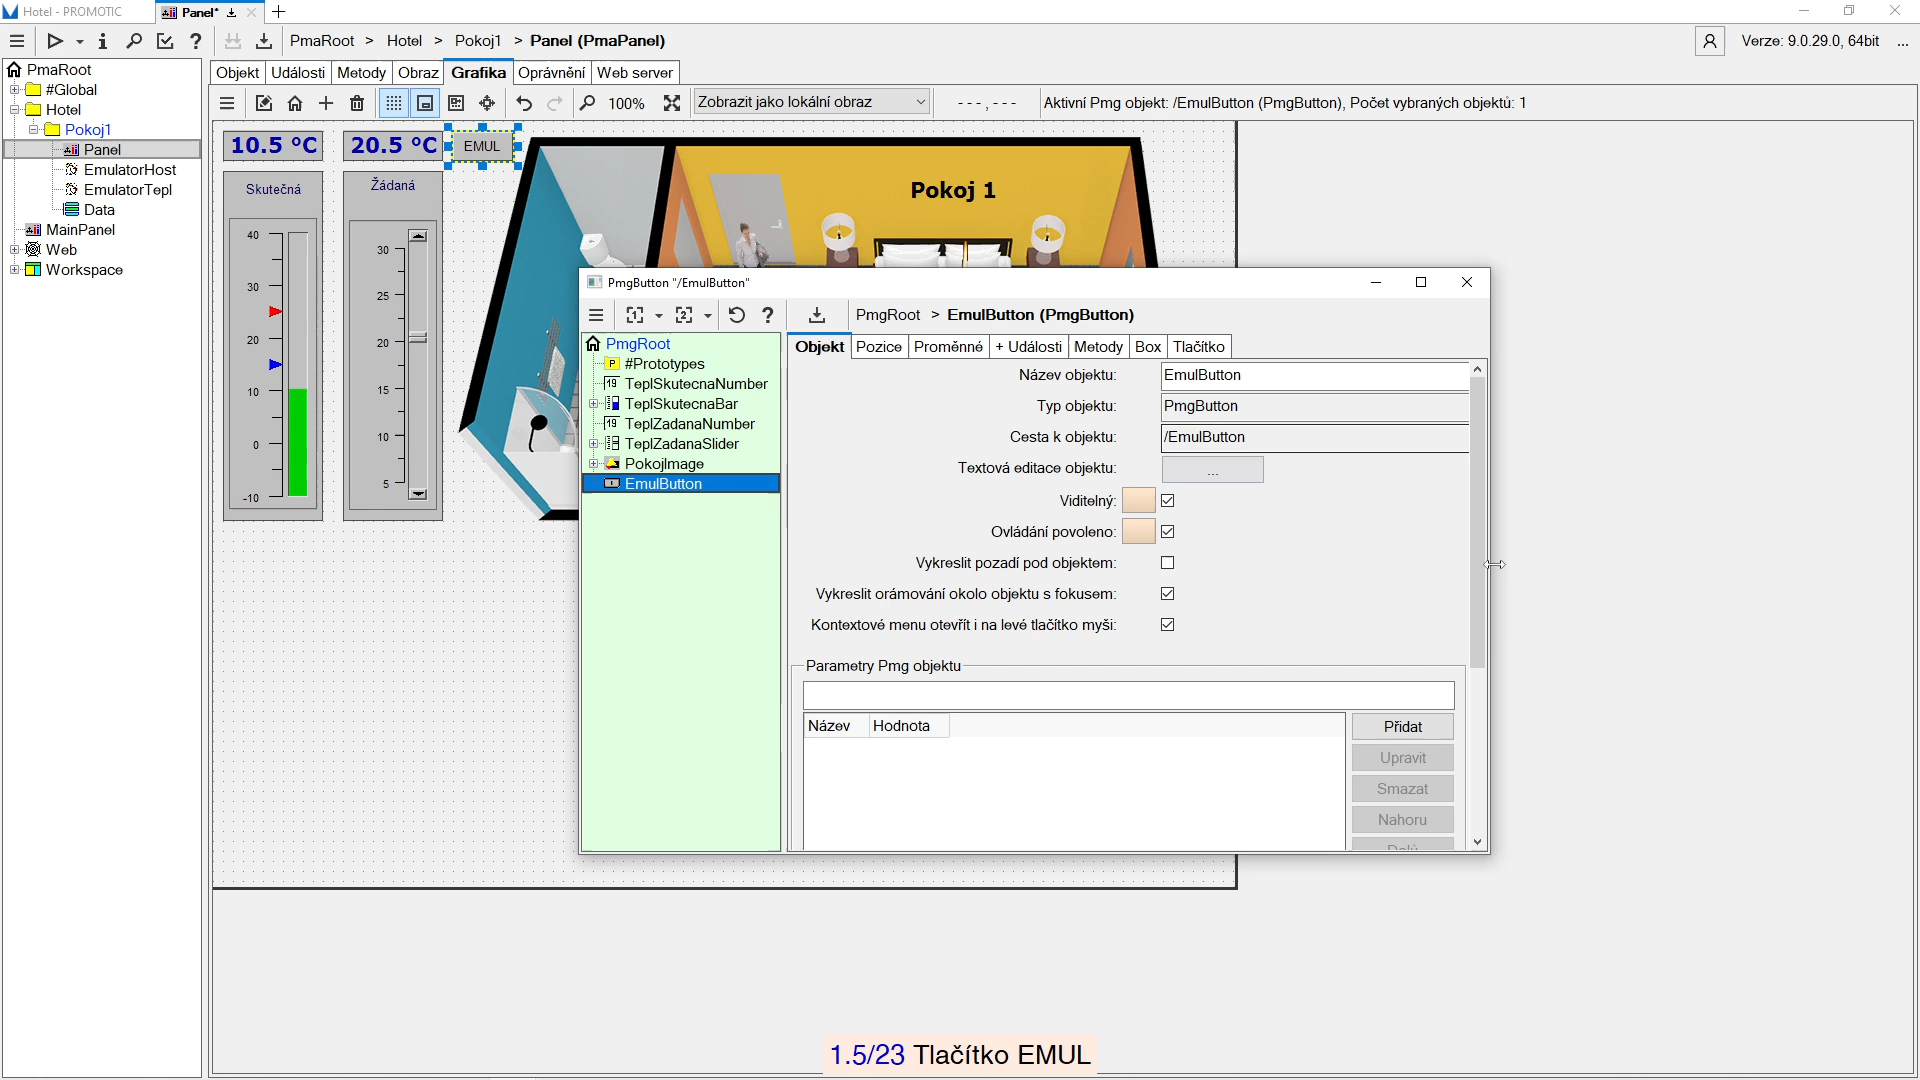 Hotel - PROMOTIC
Panel*
PmaRoot > Hotel > Pokoj1 > Panel (PmaPanel)
Verze: 9.0.29.0, 64bit ...
PmaRoot
#Global
Hotel
Pokoj1
Panel
EmulatorHost
EmulatorTepl
Data
MainPanel
Web
Workspace
Objekt Události Metody Obraz Grafika Oprávnění Web server
100% Zobrazit jako lokální obraz ---,--- Aktivní Pmg objekt: /EmulButton (PmgButton), Počet vybraných objektů: 1
10.5 °C 20.5 °C EMUL
Skutečná
40
30
20
10
0
-10
Žádaná
30
25
20
15
10
5
Pokoj 1
PmgButton "/EmulButton"
PmgRoot > EmulButton (PmgButton)
PmgRoot
#Prototypes
TeplSkutecnaNumber
TeplSkutecnaBar
TeplZadanaNumber
TeplZadanaSlider
PokojImage
EmulButton
Objekt Pozice Proměnné + Události Metody Box Tlačítko
Název objektu: EmulButton
Typ objektu: PmgButton
Cesta k objektu: /EmulButton
Textová editace objektu: ...
Viditelný:
Ovládání povoleno:
Vykreslit pozadí pod objektem:
Vykreslit orámování okolo objektu s fokusem:
Kontextové menu otevřít i na levé tlačítko myši:
Parametry Pmg objektu
Název Hodnota
Přidat
Upravit
Smazat
Nahoru
1.5/23 Tlačítko EMUL